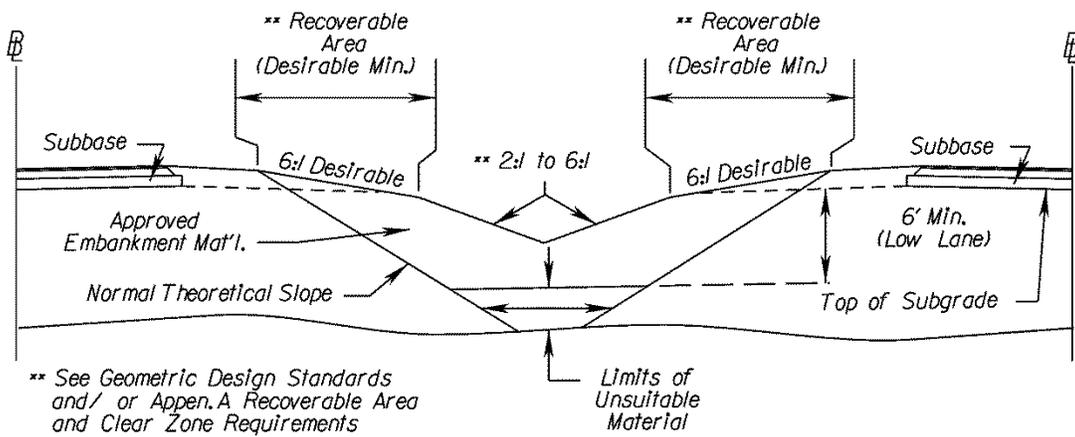 ** Recoverable
Area
(Desirable Min.)
** Recoverable
Area
(Desirable Min.)
BL
BL
Subbase
6:1 Desirable
** 2:1 to 6:1
6:1 Desirable
Subbase
Approved
Embankment Mat'l.
6' Min.
(Low Lane)
Normal Theoretical Slope
Top of Subgrade
** See Geometric Design Standards
and/ or Appen. A Recoverable Area
and Clear Zone Requirements
Limits of
Unsuitable
Material